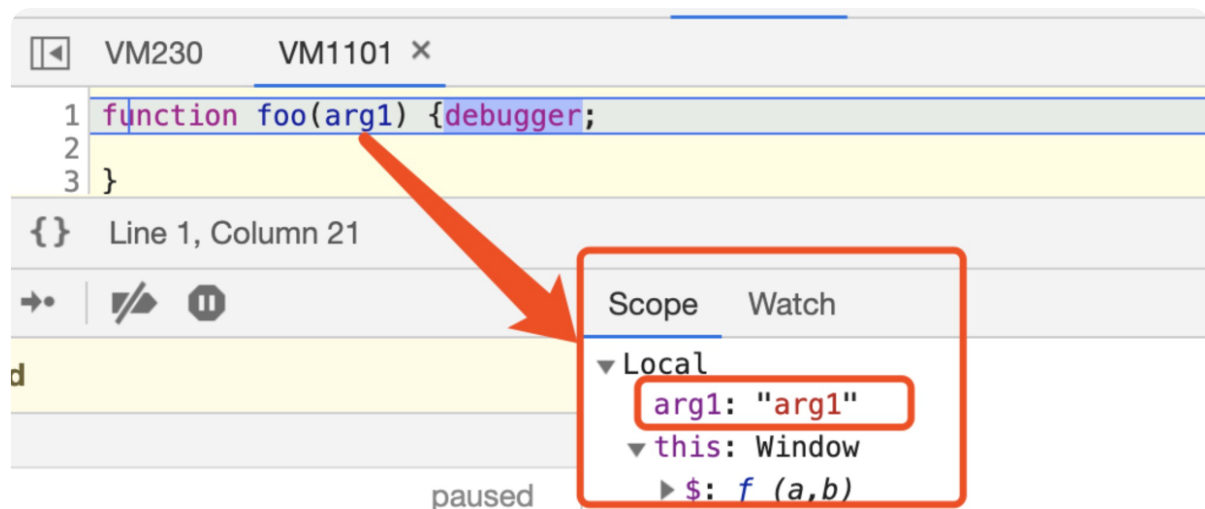 VM230 VM1101 ×
1 function foo(arg1) {debugger;
2
3 }
{} Line 1, Column 21
d
paused
Scope Watch
Local
arg1: "arg1"
this: Window
$: f (a,b)